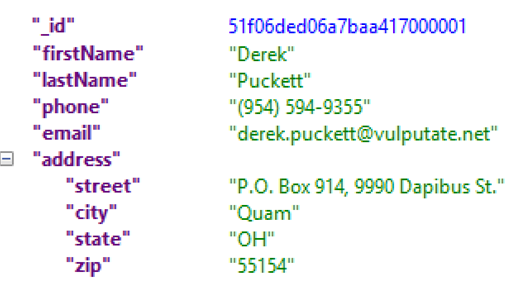 "_id" 51f06ded06a7baa417000001
"firstName" "Derek"
"lastName" "Puckett"
"phone" "(954) 594-9355"
"email" "derek.puckett@vulputate.net"
"address"
"street" "P.O. Box 914, 9990 Dapibus St."
"city" "Quam"
"state" "OH"
"zip" "55154"